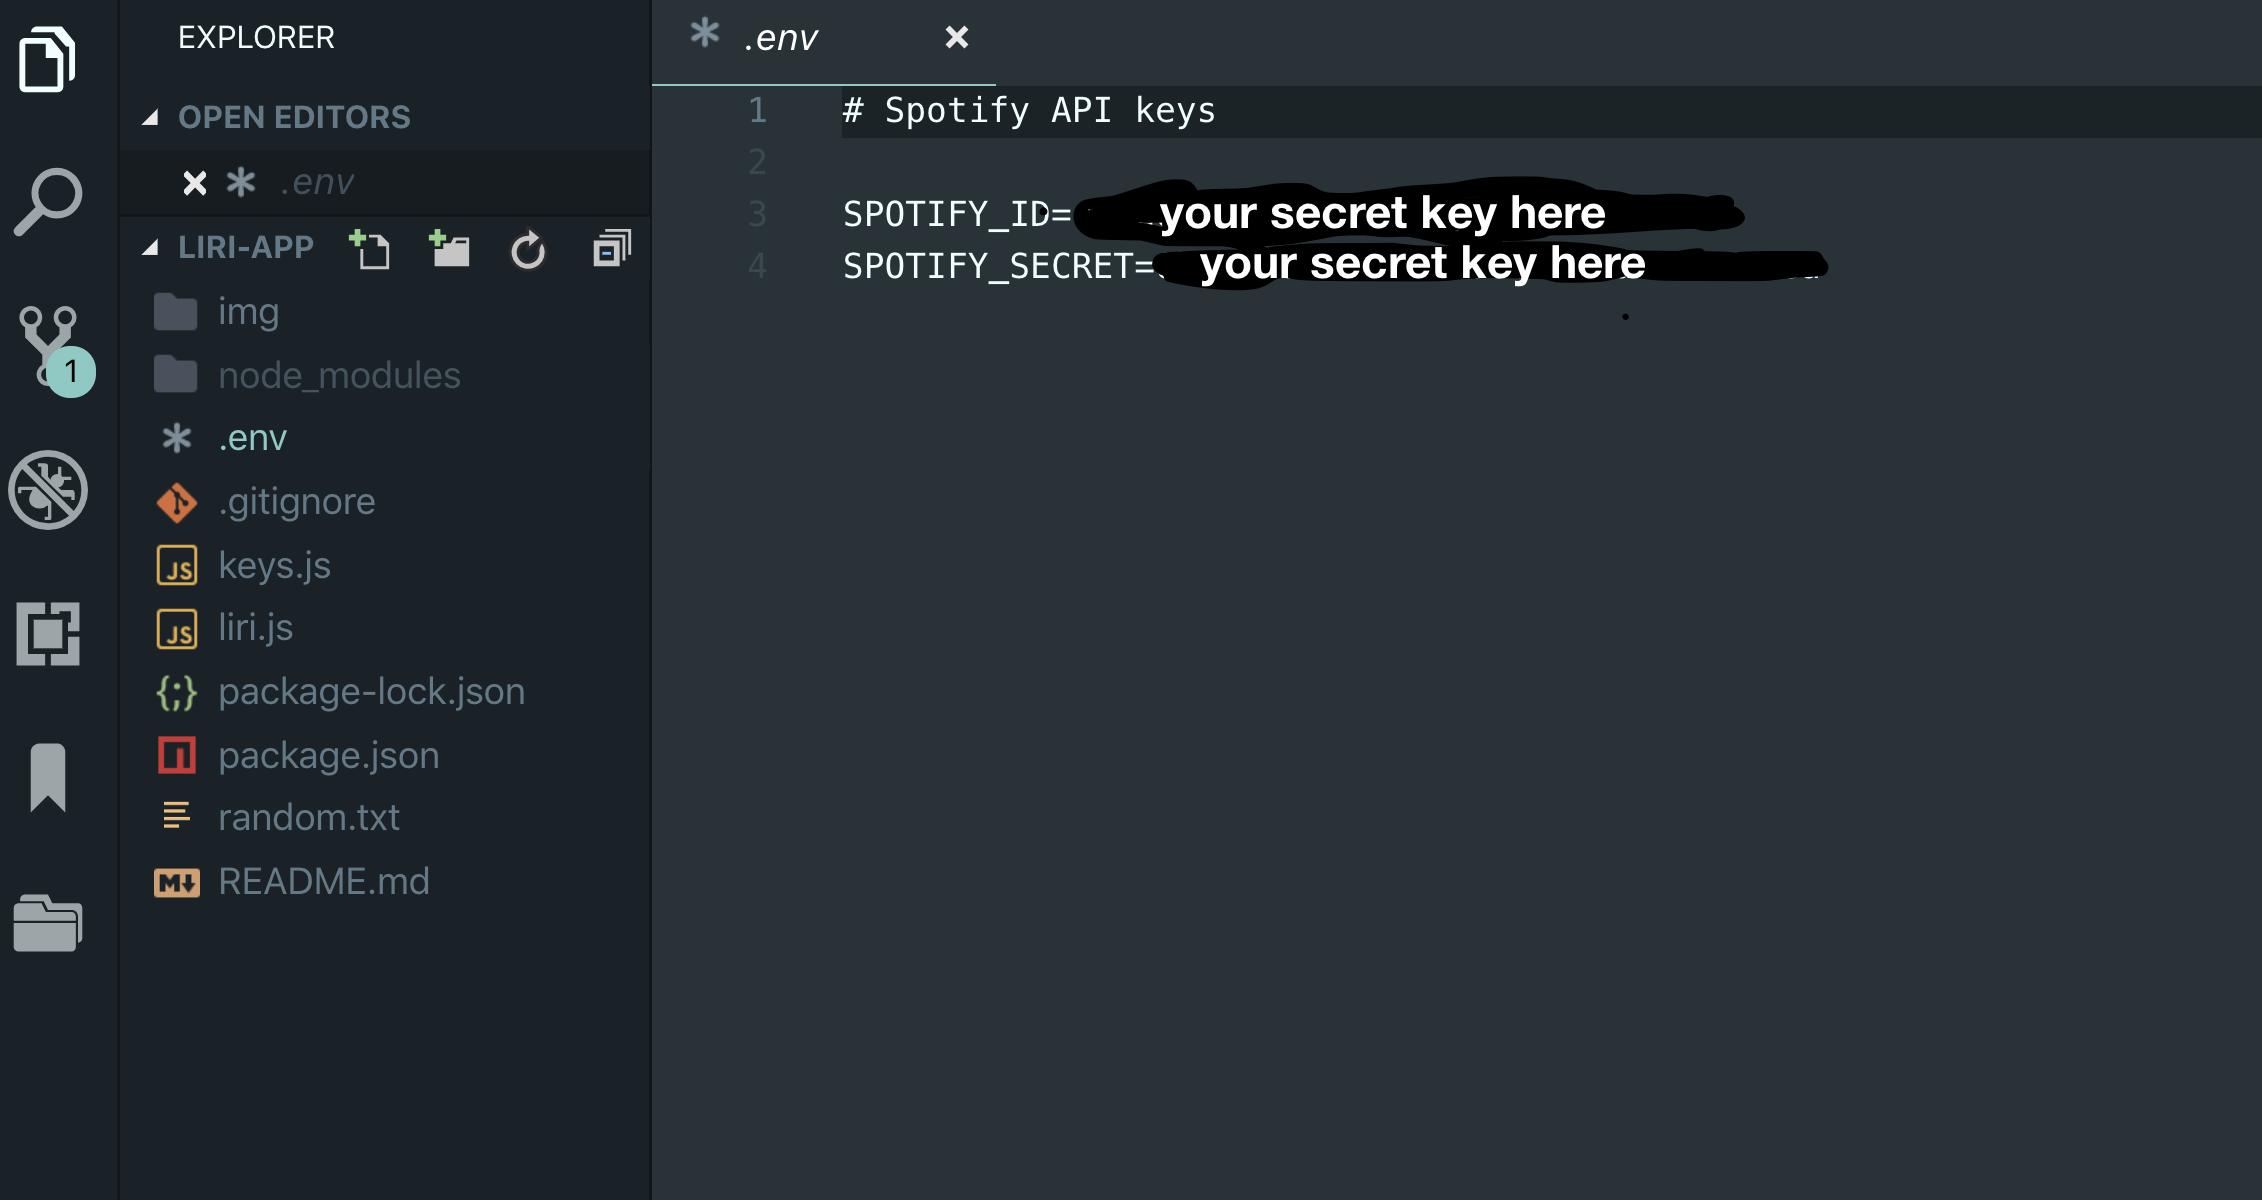 EXPLORER
OPEN EDITORS
.env
LIRI-APP
img
node_modules
.env
.gitignore
keys.js
liri.js
package-lock.json
package.json
random.txt
README.md
1
.env
1 # Spotify API keys
2
3 SPOTIFY_ID= your secret key here
4 SPOTIFY_SECRET= your secret key here